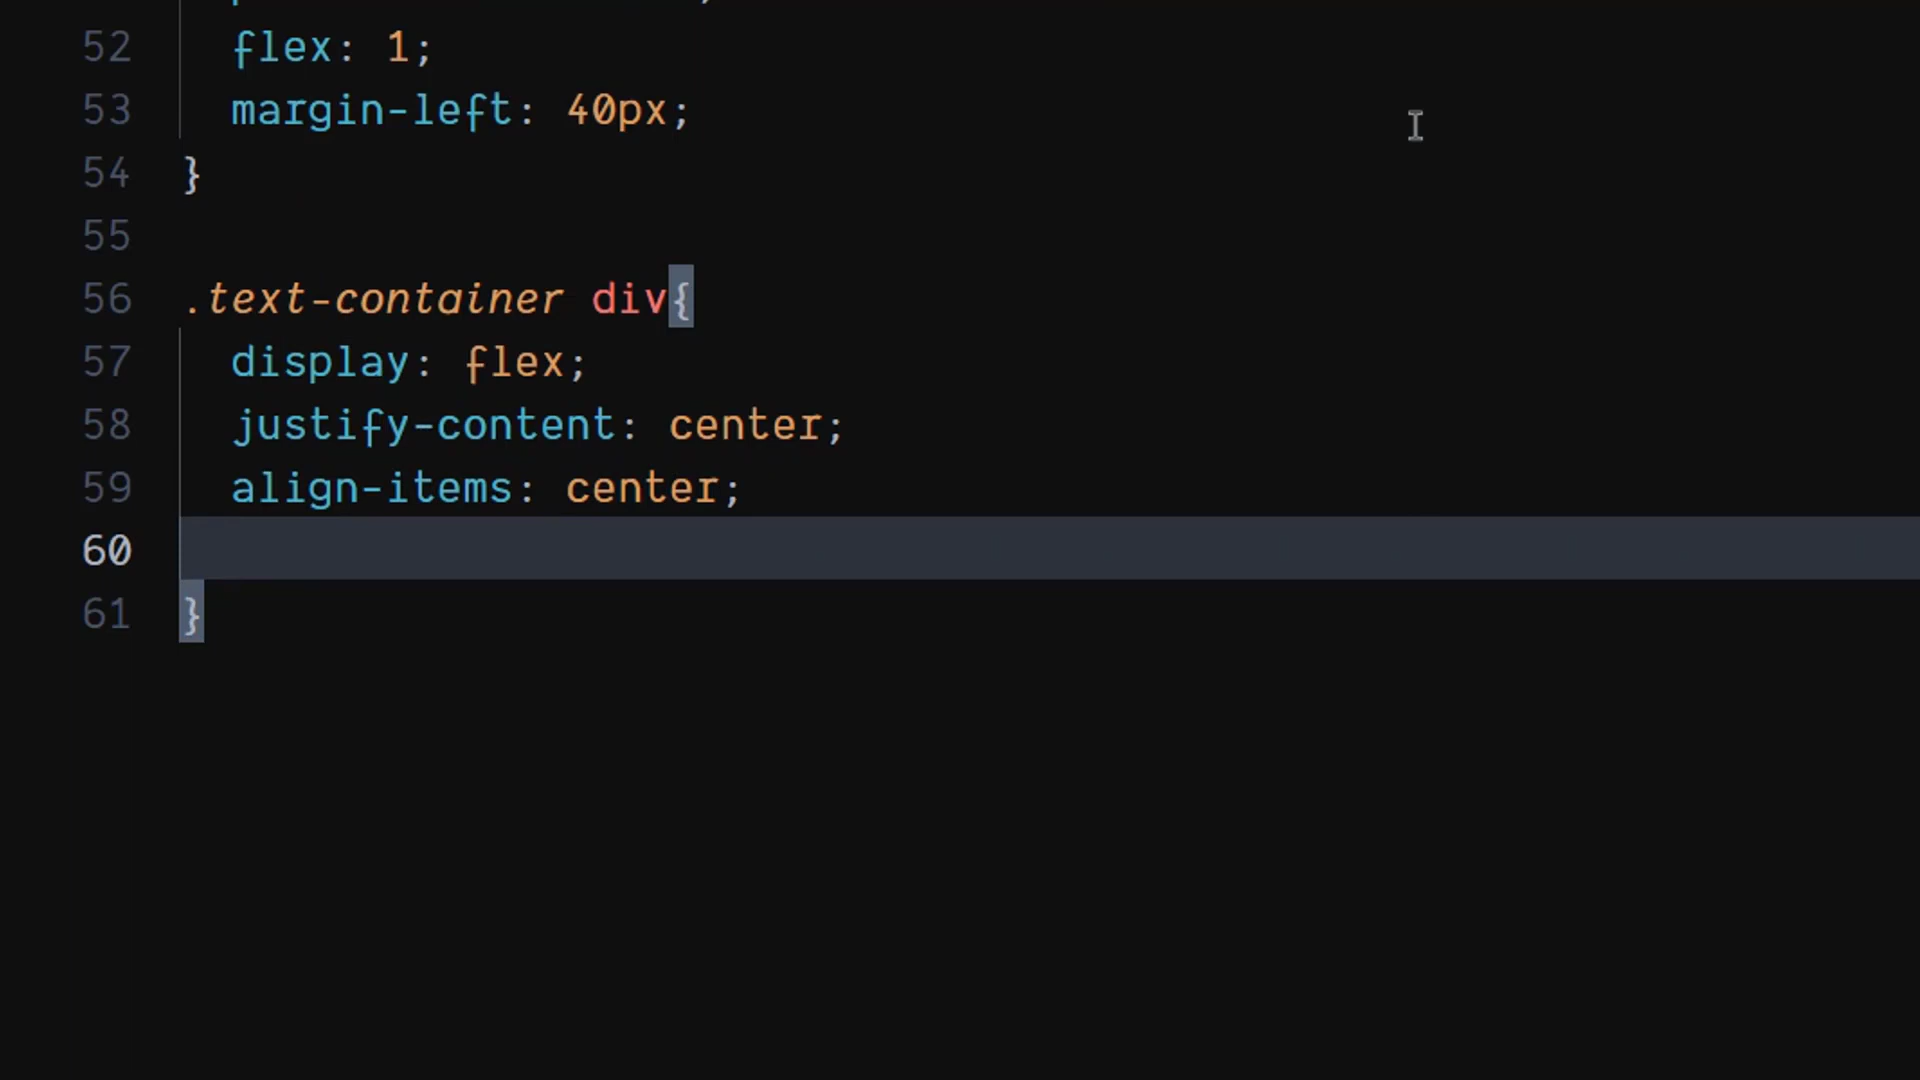 52 flex: 1;
53 margin-left: 40px;
54 }
55
56 .text-container div{
57 display: flex;
58 justify-content: center;
59 align-items: center;
60
61 }